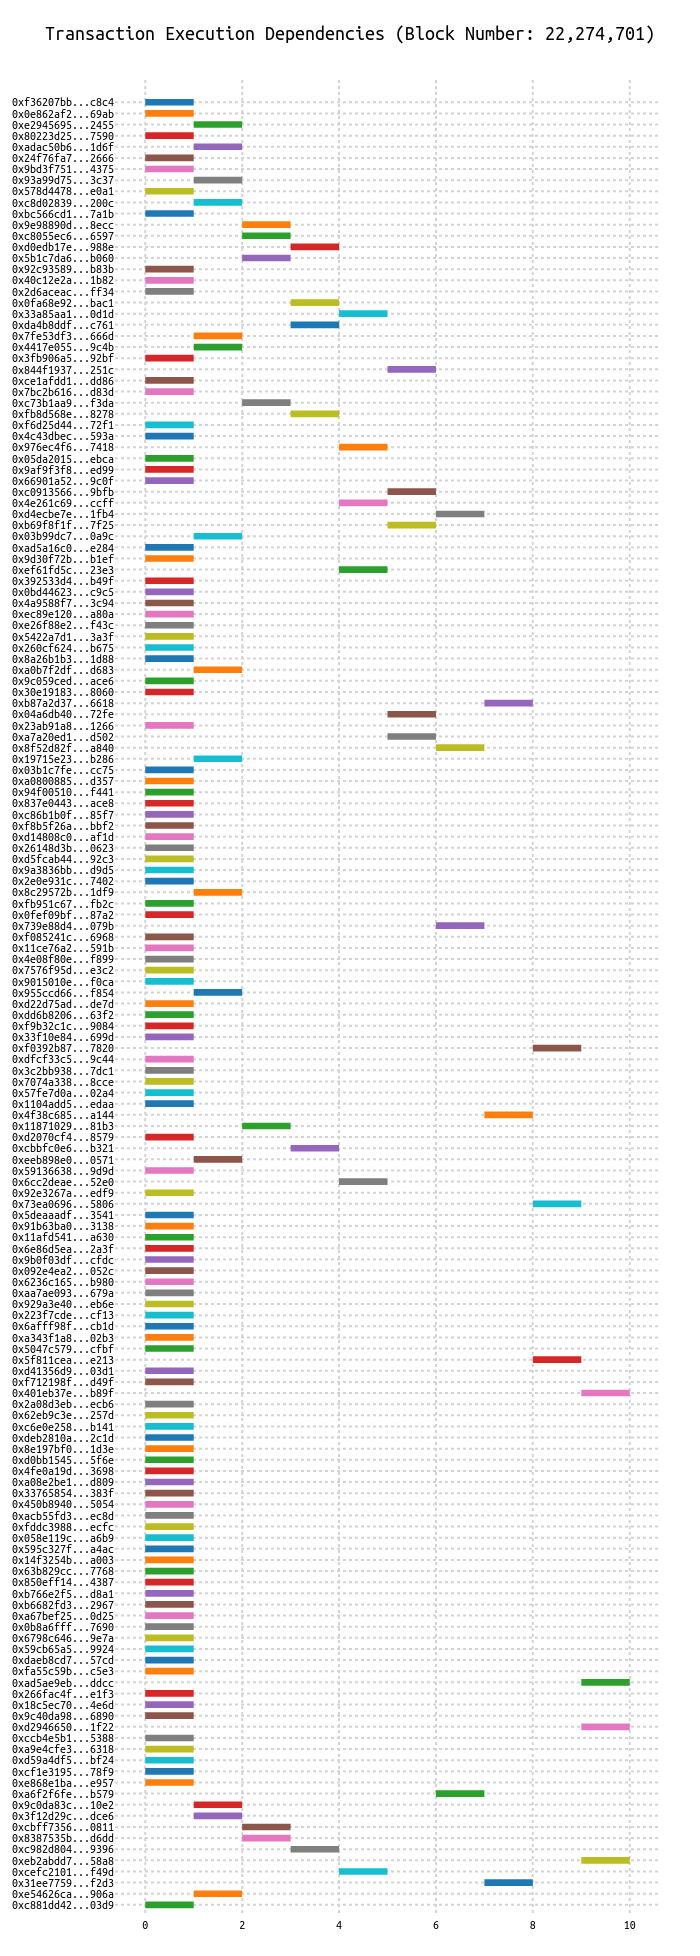 Transaction Execution Dependencies (Block Number: 22,274,701)
0xf36207bb...c8c4
0x0e862af2...69ab
0xe2945695...2455
0x80223d25...7590
0xadac50b6...1d6f
0x24f76fa7...2666
0x9bd3f751...4375
0x93a99d75...3c37
0x578d4478...e0a1
0xc8d02839...200c
0xbc566cd1...7a1b
0x9e98890d...8ecc
0xc8055ec6...6597
0xd0edb17e...988e
0x5b1c7da6...b060
0x92c93589...b83b
0x40c12e2a...1b82
0x2d6aceac...ff34
0x0fa68e92...bac1
0x33a85aa1...0d1d
0xda4b8ddf...c761
0x7fe53df3...666d
0x4417e055...9c4b
0x3fb906a5...92bf
0x844f1937...251c
0xce1afdd1...dd86
0x7bc2b616...d83d
0xc73b1aa9...f3da
0xfb8d568e...8278
0xf6d25d44...72f1
0x4c43dbec...593a
0x976ec4f6...7418
0x05da2015...ebca
0x9af9f3f8...ed99
0x66901a52...9c0f
0xc0913566...9bfb
0x4e261c69...ccff
0xd4ecbe7e...1fb4
0xb69f8f1f...7f25
0x03b99dc7...0a9c
0xad5a16c0...e284
0x9d30f72b...b1ef
0xef61fd5c...23e3
0x392533d4...b49f
0x0bd44623...c9c5
0x4a9588f7...3c94
0xec89e120...a80a
0xe26f88e2...f43c
0x5422a7d1...3a3f
0x260cf624...b675
0x8a26b1b3...1d88
0xa0b7f2df...d683
0x9c059ced...ace6
0x30e19183...8060
0xb87a2d37...6618
0x04a6db40...72fe
0x23ab91a8...1266
0xa7a20ed1...d502
0x8f52d82f...a840
0x19715e23...b286
0x03b1c7fe...cc75
0xa0800885...d357
0x94f00510...f441
0x837e0443...ace8
0xc86b1b0f...85f7
0xf8b5f26a...bbf2
0xd14808c0...af1d
0x26148d3b...0623
0xd5fcab44...92c3
0x9a3836bb...d9d5
0x2e0e931c...7402
0x8c29572b...1df9
0xfb951c67...fb2c
0x0fef09bf...87a2
0x739e88d4...079b
0xf085241c...6968
0x11ce76a2...591b
0x4e08f80e...f899
0x7576f95d...e3c2
0x9015010e...f0ca
0x955ccd66...f854
0xd22d75ad...de7d
0xdd6b8206...63f2
0xf9b32c1c...9084
0x33f10e84...699d
0xf0392b87...7820
0xdfcf33c5...9c44
0x3c2bb938...7dc1
0x7074a338...8cce
0x57fe7d0a...02a4
0x1104add5...edaa
0x4f38c685...a144
0x11871029...81b3
0xd2070cf4...8579
0xcbbfc0e6...b321
0xeeb898e0...0571
0x59136638...9d9d
0x6cc2deae...52e0
0x92e3267a...edf9
0x73ea0696...5806
0x5deaaadf...3541
0x91b63ba0...3138
0x11afd541...a630
0x6e86d5ea...2a3f
0x9b0f03df...cfdc
0x092e4ea2...052c
0x6236c165...b980
0xaa7ae093...679a
0x929a3e40...eb6e
0x223f7cde...cf13
0x6afff98f...cb1d
0xa343f1a8...02b3
0x5047c579...cfbf
0x5f811cea...e213
0xd41356d9...03d1
0xf712198f...d49f
0x401eb37e...b89f
0x2a08d3eb...ecb6
0x62eb9c3e...257d
0xc6e0e258...b141
0xdeb2810a...2c1d
0x8e197bf0...1d3e
0xd0bb1545...5f6e
0x4fe0a19d...3698
0xa08e2be1...d809
0x33765854...383f
0x450b8940...5054
0xacb55fd3...ec8d
0xfddc3988...ecfc
0x058e119c...a6b9
0x595c327f...a4ac
0x14f3254b...a003
0x63b829cc...7768
0x850eff14...4387
0xb766e2f5...d8a1
0xb6682fd3...2967
0xa67bef25...0d25
0x0b8a6fff...7690
0x6798c646...9e7a
0x59cb65a5...9924
0xdaeb8cd7...57cd
0xfa55c59b...c5e3
0xad5ae9eb...ddcc
0x266fac4f...e1f3
0x18c5ec70...4e6d
0x9c40da98...6890
0xd2946650...1f22
0xccb4e5b1...5388
0xa9e4cfe3...6318
0xd59a4df5...bf24
0xcf1e3195...78f9
0xe868e1ba...e957
0xa6f2f6fe...b579
0x9c0da83c...10e2
0x3f12d29c...dce6
0xcbff7356...0811
0x8387535b...d6dd
0xc982d804...9396
0xeb2abdd7...58a8
0xcefc2101...f49d
0x31ee7759...f2d3
0xe54626ca...906a
0xc881dd42...03d9
0 2 4 6 8 10